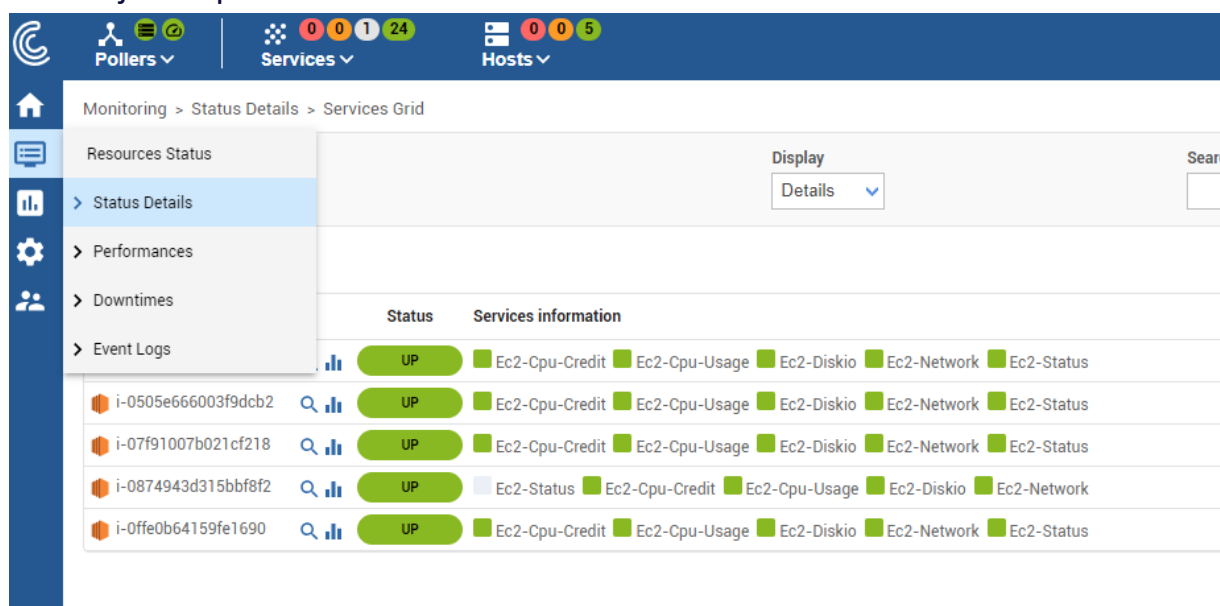 0 0 1 24
0 0 5
Pollers
Services
Hosts
Monitoring > Status Details > Services Grid
Resources Status
Status Details
Performances
Downtimes
Event Logs
Display
Details
Sear
Status Services information
UP Ec2-Cpu-Credit Ec2-Cpu-Usage Ec2-Diskio Ec2-Network Ec2-Status
i-0505e666003f9dcb2 UP Ec2-Cpu-Credit Ec2-Cpu-Usage Ec2-Diskio Ec2-Network Ec2-Status
i-07f91007b021cf218 UP Ec2-Cpu-Credit Ec2-Cpu-Usage Ec2-Diskio Ec2-Network Ec2-Status
i-0874943d315bbf8f2 UP Ec2-Status Ec2-Cpu-Credit Ec2-Cpu-Usage Ec2-Diskio Ec2-Network
i-0ffe0b64159fe1690 UP Ec2-Cpu-Credit Ec2-Cpu-Usage Ec2-Diskio Ec2-Network Ec2-Status